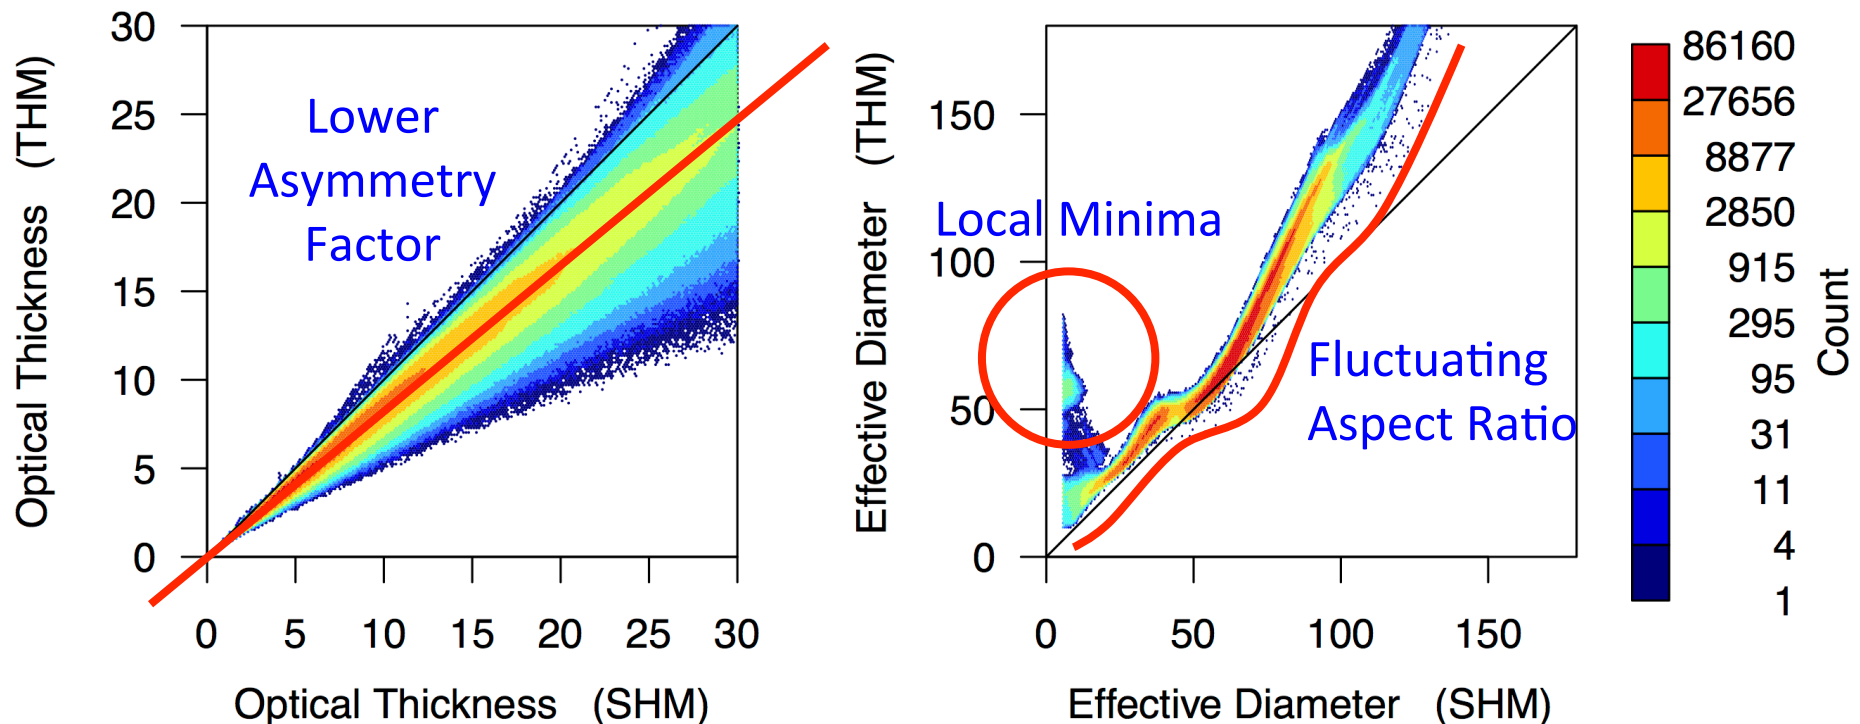 30
25
20
15
10
5
0
Optical Thickness (THM)
Lower
Asymmetry
Factor
0 5 10 15 20 25 30
Optical Thickness (SHM)
150
100
50
0
Effective Diameter (THM)
Local Minima
Fluctuating
Aspect Ratio
0 50 100 150
Effective Diameter (SHM)
86160
27656
8877
2850
915
295
95
31
11
4
1
Count